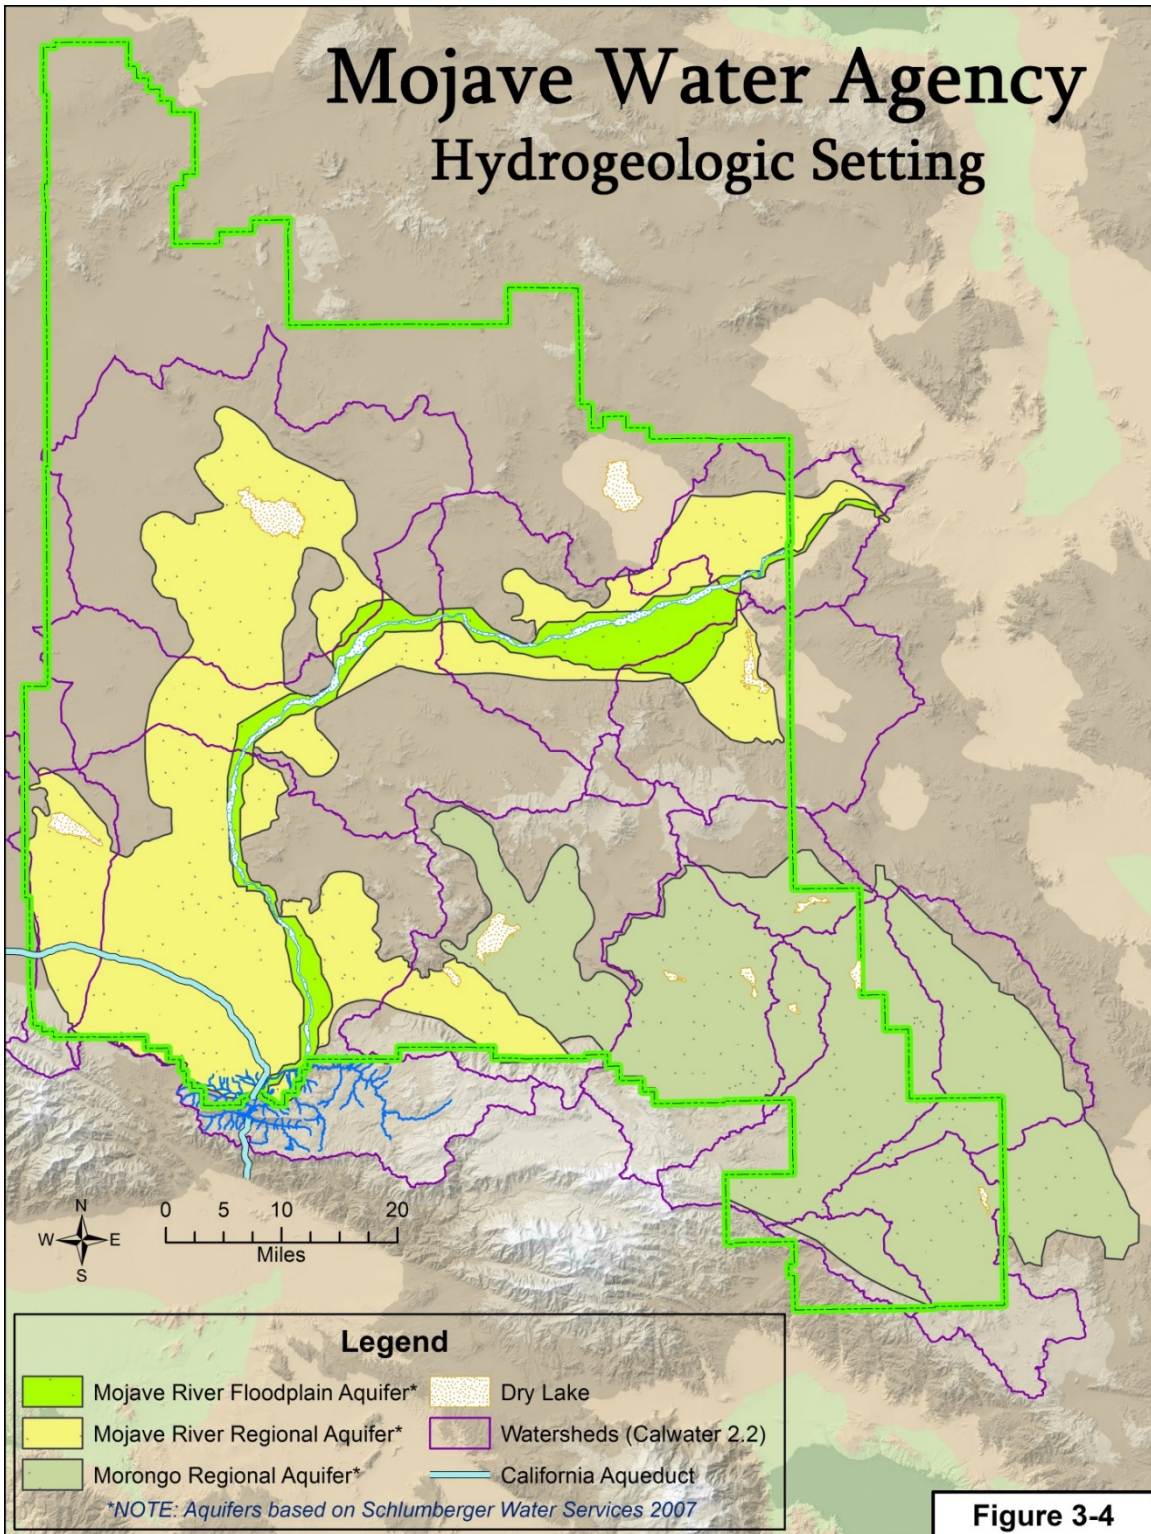 Mojave Water Agency
Hydrogeologic Setting
N
W E
S
0 5 10 20
Miles
Legend
Mojave River Floodplain Aquifer*
Mojave River Regional Aquifer*
Morongo Regional Aquifer*
Dry Lake
Watersheds (Calwater 2.2)
California Aqueduct
*NOTE: Aquifers based on Schlumberger Water Services 2007
Figure 3-4